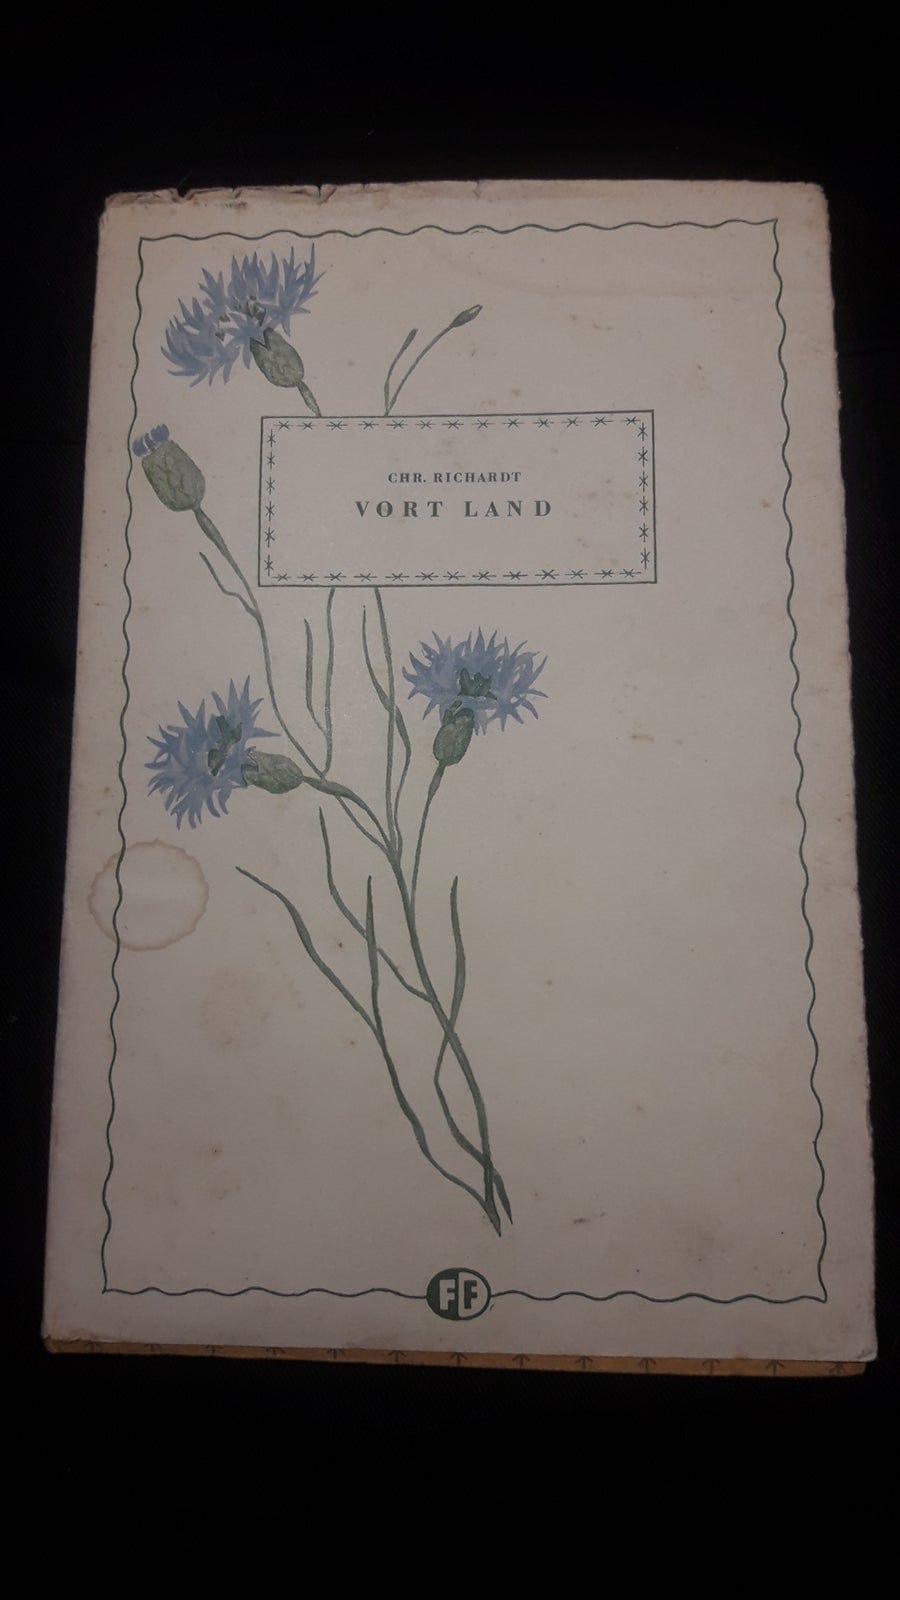 CHR. RICHARDT
VORT LAND
FF